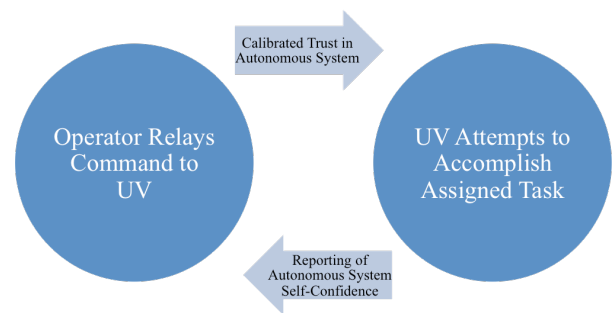 Calibrated Trust in
Autonomous System
Operator Relays
Command to
UV
UV Attempts to
Accomplish
Assigned Task
Reporting of
Autonomous System
Self-Confidence